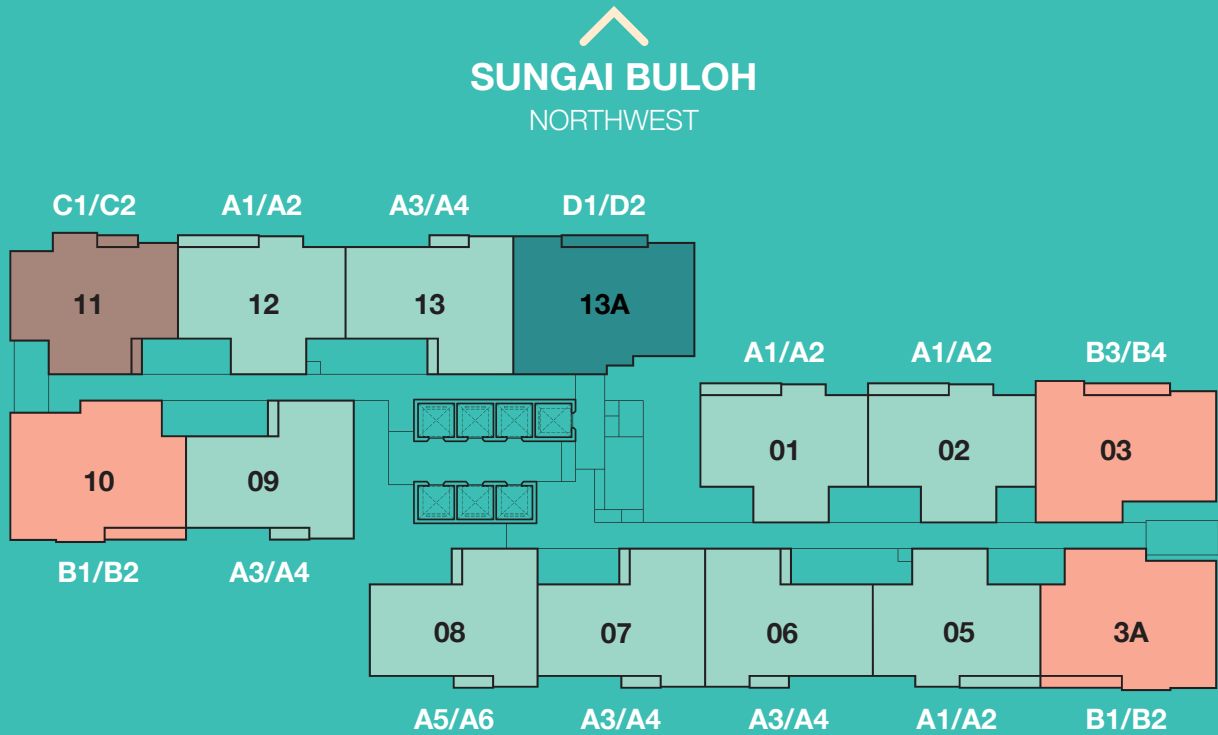 SUNGAI BULOH
NORTHWEST
C1/C2 A1/A2 A3/A4 D1/D2
11 12 13 13A
A1/A2 A1/A2 B3/B4
01 02 03
10 09
B1/B2 A3/A4
08 07 06 05 3A
A5/A6 A3/A4 A3/A4 A1/A2 B1/B2